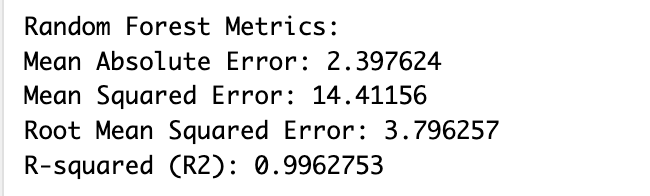 Random Forest Metrics:
Mean Absolute Error: 2.397624
Mean Squared Error: 14.41156
Root Mean Squared Error: 3.796257
R-squared (R2): 0.9962753